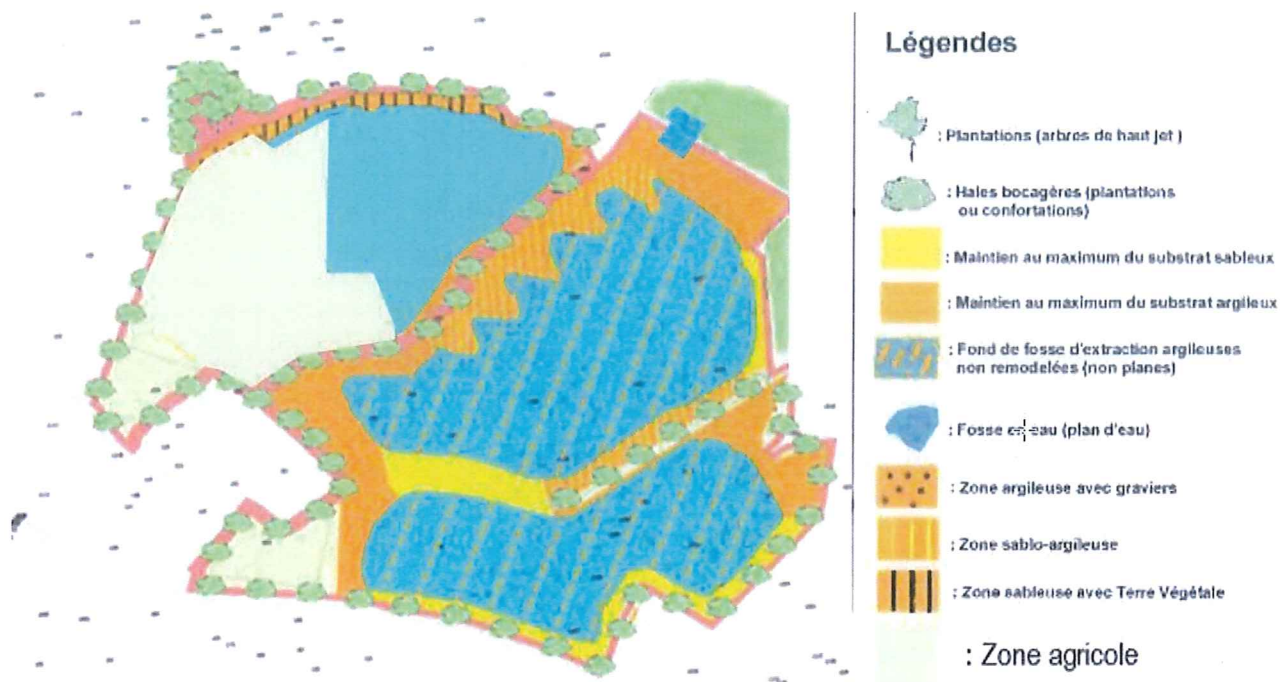 Légendes
: Plantations (arbres de haut jet )
: Haies bocagères (plantations
ou confortations)
: Maintien au maximum du substrat sableux
: Maintien au maximum du substrat argileux
: Fond de fosse d'extraction argileuses
non remodelées (non planes)
: Fosse en eau (plan d'eau)
: Zone argileuse avec graviers
: Zone sablo-argileuse
: Zone sableuse avec Terre Végétale
: Zone agricole